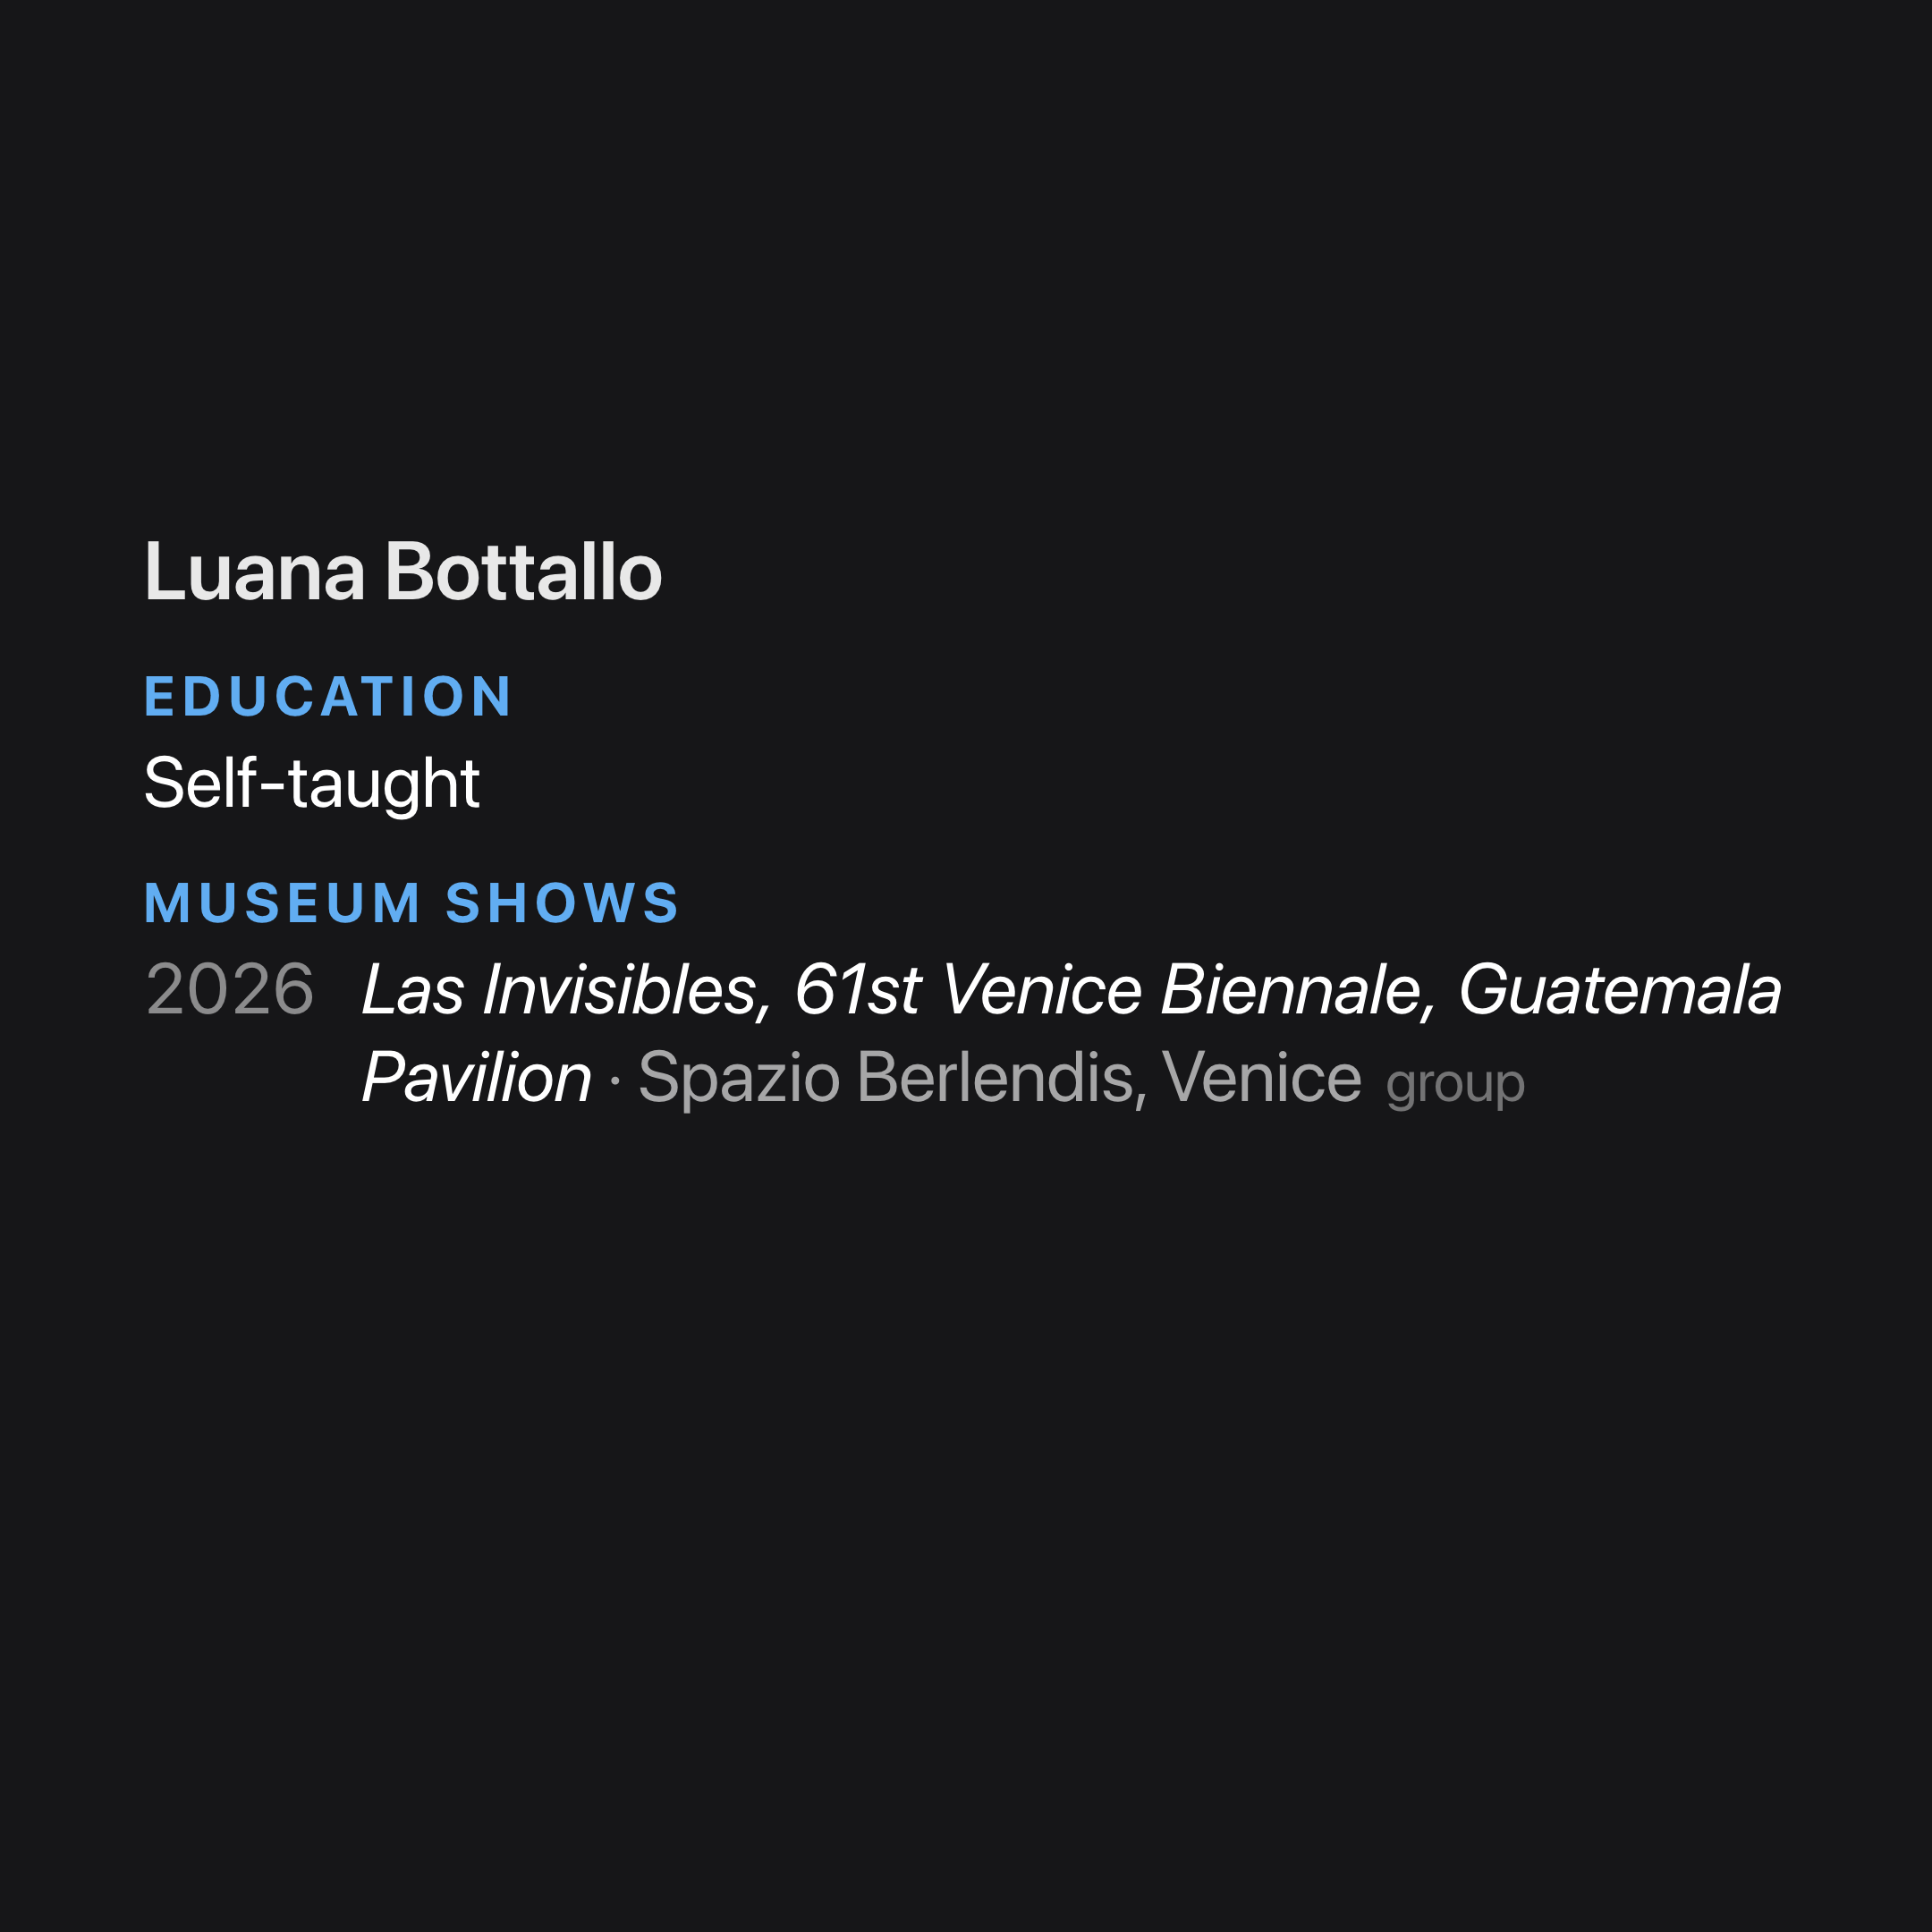 Luana Bottallo
EDUCATION
Self-taught
MUSEUM SHOWS
2026 Las Invisibles, 61st Venice Biennale, Guatemala
Pavilion · Spazio Berlendis, Venice group